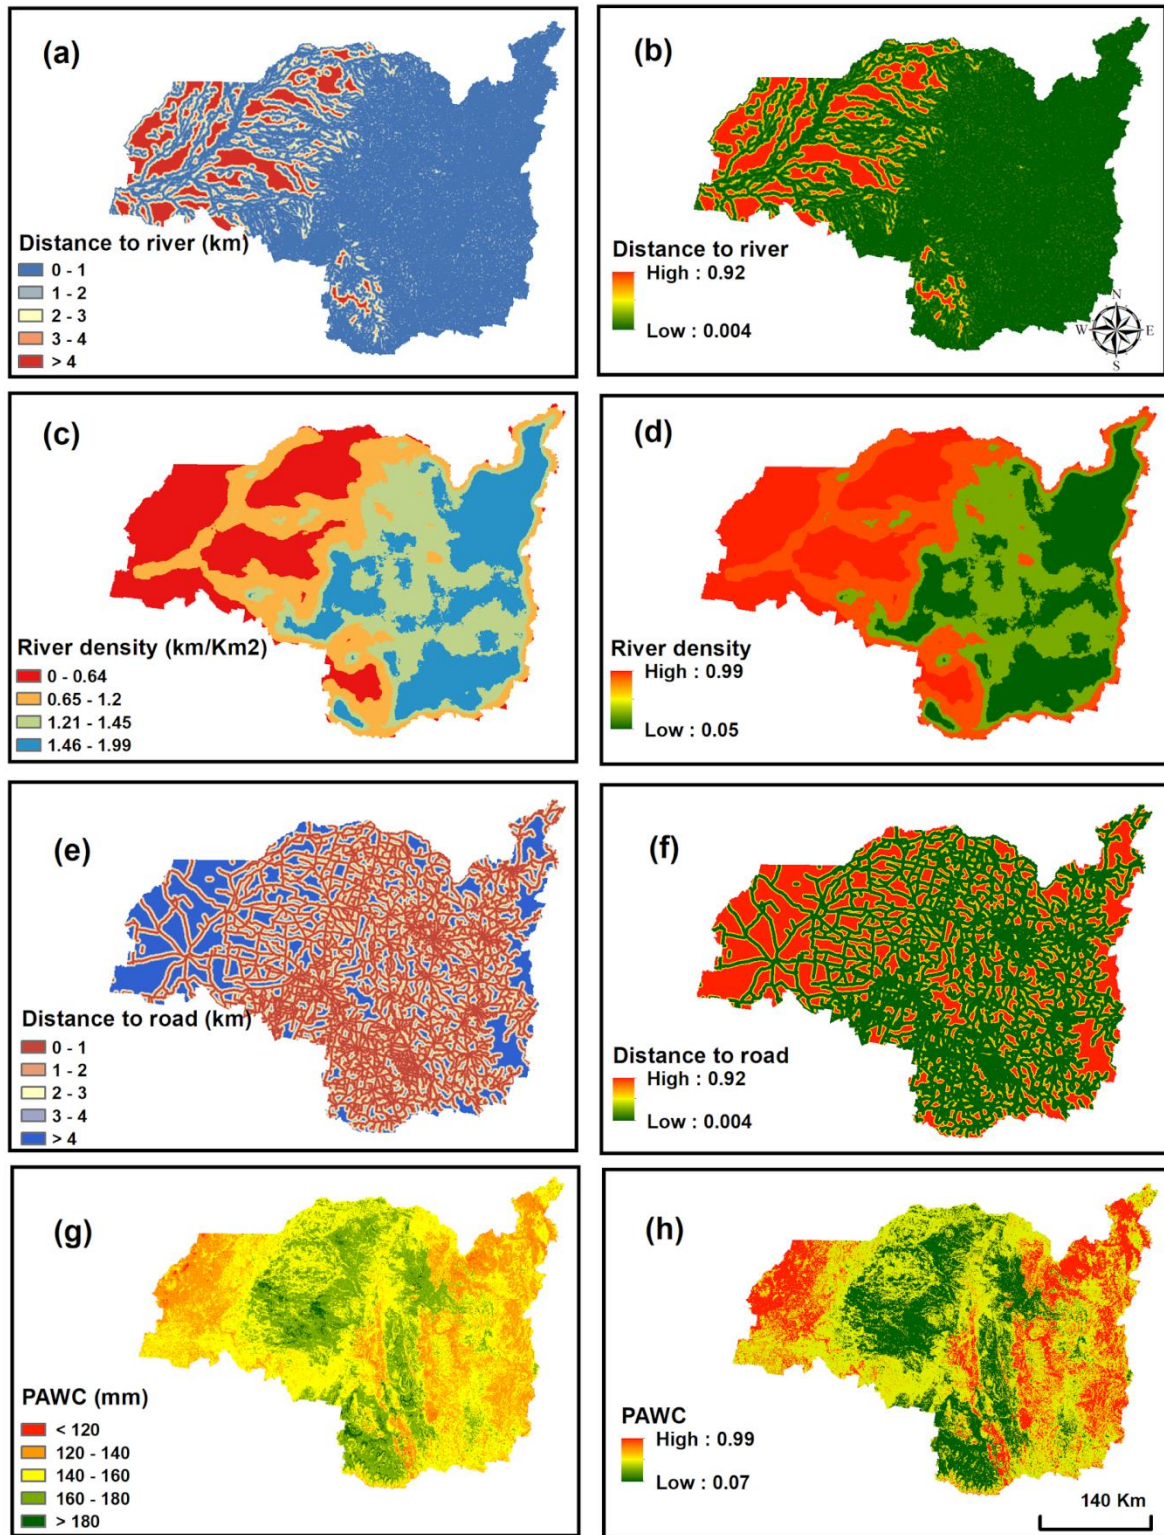 (a)
Distance to river (km)
0 - 1
1 - 2
2 - 3
3 - 4
> 4
(b)
Distance to river
High : 0.92
Low : 0.004
N
W E
S
(c)
River density (km/Km2)
0 - 0.64
0.65 - 1.2
1.21 - 1.45
1.46 - 1.99
(d)
River density
High : 0.99
Low : 0.05
(e)
Distance to road (km)
0 - 1
1 - 2
2 - 3
3 - 4
> 4
(f)
Distance to road
High : 0.92
Low : 0.004
(g)
PAWC (mm)
< 120
120 - 140
140 - 160
160 - 180
> 180
(h)
PAWC
High : 0.99
Low : 0.07
140 Km